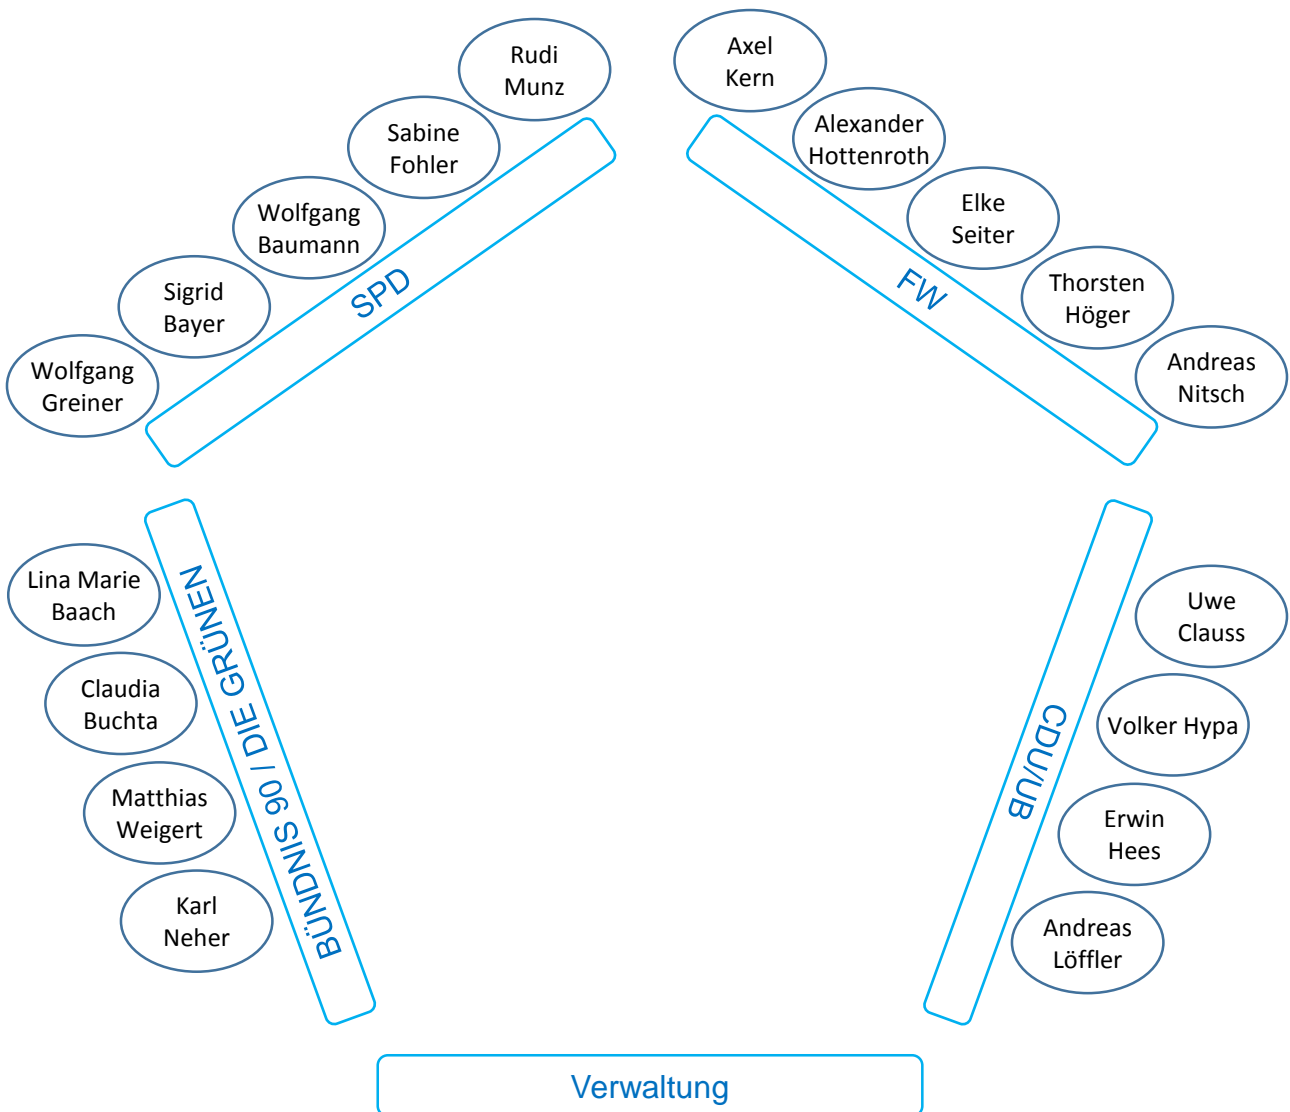 Rudi
Munz
Sabine
Fohler
Wolfgang
Baumann
Sigrid
Bayer
Wolfgang
Greiner
SPD
Axel
Kern
Alexander
Hottenroth
Elke
Seiter
Thorsten
Höger
Andreas
Nitsch
FW
Lina Marie
Baach
Claudia
Buchta
Matthias
Weigert
Karl
Neher
BÜNDNIS 90 / DIE GRÜNEN
Uwe
Clauss
Volker Hypa
Erwin
Hees
Andreas
Löffler
CDU/UB
Verwaltung